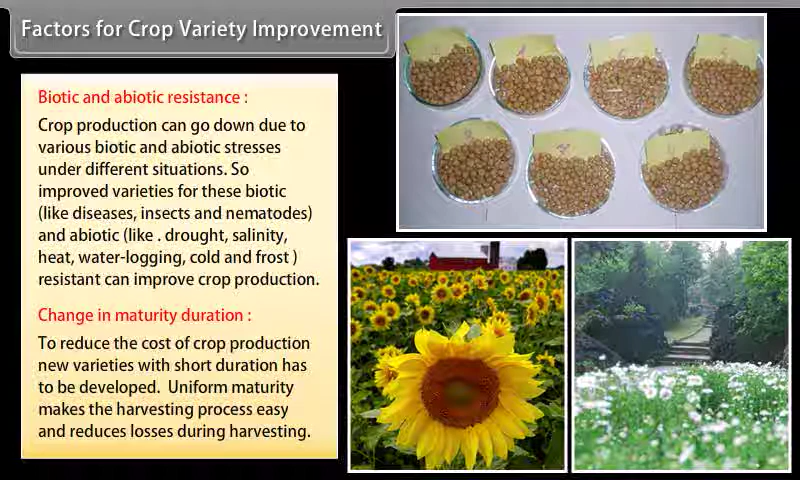 Factors for Crop Variety Improvement
Biotic and abiotic resistance :
Crop production can go down due to
various biotic and abiotic stresses
under different situations. So
improved varieties for these biotic
(like diseases, insects and nematodes)
and abiotic (like . drought, salinity,
heat, water-logging, cold and frost )
resistant can improve crop production.
Change in maturity duration :
To reduce the cost of crop production
new varieties with short duration has
to be developed.  Uniform maturity
makes the harvesting process easy
and reduces losses during harvesting.